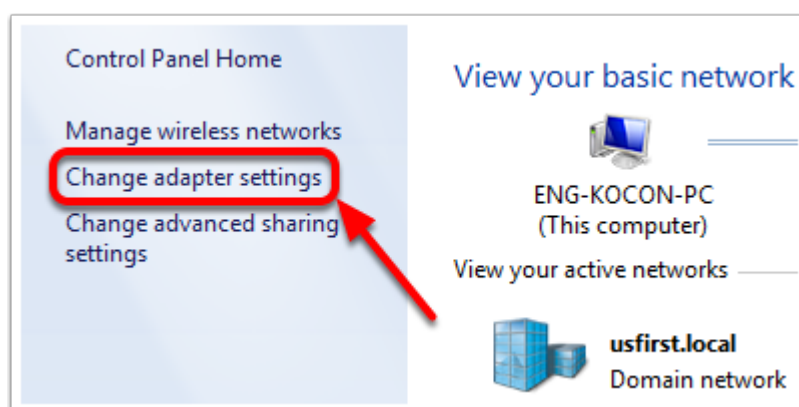 Control Panel Home
Manage wireless networks
Change adapter settings
Change advanced sharing
settings
View your basic network
ENG-KOCON-PC
(This computer)
View your active networks
usfirst.local
Domain network